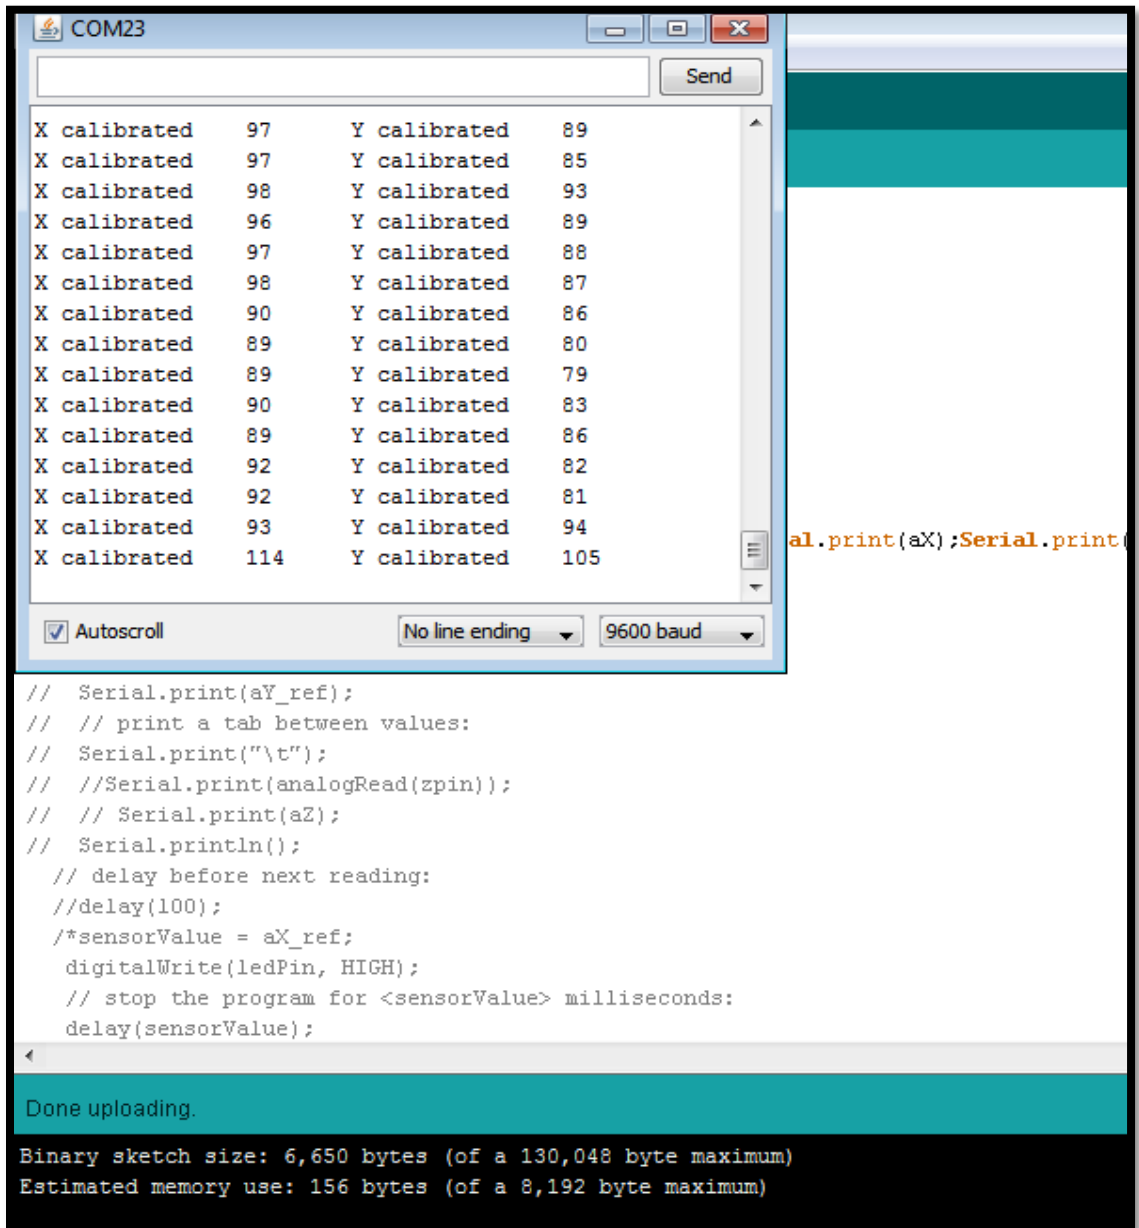 COM23
Send
X calibrated 97 Y calibrated 89
X calibrated 97 Y calibrated 85
X calibrated 98 Y calibrated 93
X calibrated 96 Y calibrated 89
X calibrated 97 Y calibrated 88
X calibrated 98 Y calibrated 87
X calibrated 90 Y calibrated 86
X calibrated 89 Y calibrated 80
X calibrated 89 Y calibrated 79
X calibrated 90 Y calibrated 83
X calibrated 89 Y calibrated 86
X calibrated 92 Y calibrated 82
X calibrated 92 Y calibrated 81
X calibrated 93 Y calibrated 94
al.print(aX);Serial.print(
X calibrated 114 Y calibrated 105
Autoscroll No line ending 9600 baud
// Serial.print(aY_ref);
// // print a tab between values:
// Serial.print("\t");
// //Serial.print(analogRead(zpin));
// // Serial.print(aZ);
// Serial.println();
// delay before next reading:
//delay(100);
/*sensorValue = aX_ref;
digitalWrite(ledPin, HIGH);
// stop the program for <sensorValue> milliseconds:
delay(sensorValue);
Done uploading.
Binary sketch size: 6,650 bytes (of a 130,048 byte maximum)
Estimated memory use: 156 bytes (of a 8,192 byte maximum)